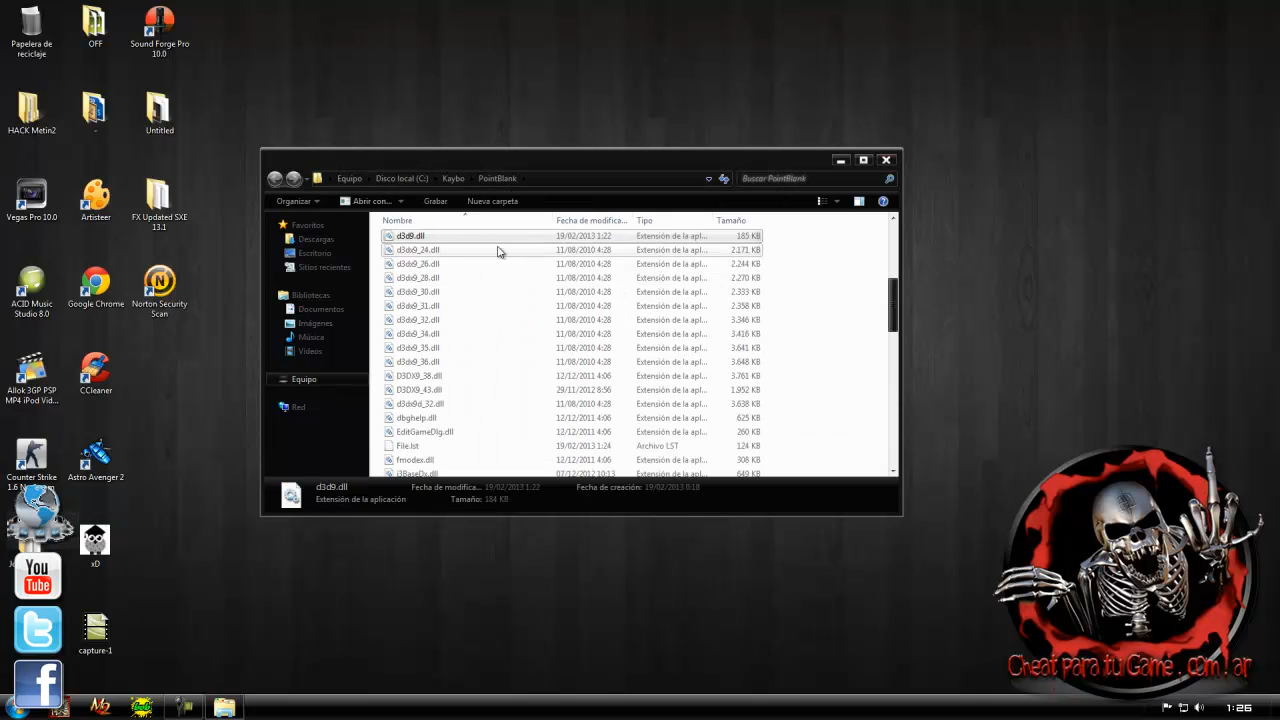 Papelera de
reciclaje
OFF
Sound Forge Pro
10.0
HACK Metin2
-
Untitled
Vegas Pro 10.0
Artisteer
FX Updated SXE
13.1
ACID Music
Studio 8.0
Google Chrome
Norton Security
Scan
Allok 3GP PSP
MP4 iPod Vid...
CCleaner
Counter Strike
1.6 N
Astro Avenger 2
xD
You
Tube
capture-1
Equipo
Disco local (C:)
Kaybo
PointBlank
Buscar PointBlank
Organizar
Abrir con...
Grabar
Nueva carpeta
Favoritos
Descargas
Escritorio
Sitios recientes
Bibliotecas
Documentos
Imágenes
Música
Vídeos
Equipo
Red
Nombre Fecha de modifica... Tipo Tamaño
d3d9.dll 19/02/2013 1:22 Extensión de la apl... 185 KB
d3dx9_24.dll 11/08/2010 4:28 Extensión de la apl... 2.171 KB
d3dx9_26.dll 11/08/2010 4:28 Extensión de la apl... 2.244 KB
d3dx9_28.dll 11/08/2010 4:28 Extensión de la apl... 2.270 KB
d3dx9_30.dll 11/08/2010 4:28 Extensión de la apl... 2.333 KB
d3dx9_31.dll 11/08/2010 4:28 Extensión de la apl... 2.358 KB
d3dx9_32.dll 11/08/2010 4:28 Extensión de la apl... 3.346 KB
d3dx9_34.dll 11/08/2010 4:28 Extensión de la apl... 3.416 KB
d3dx9_35.dll 11/08/2010 4:28 Extensión de la apl... 3.641 KB
d3dx9_36.dll 11/08/2010 4:28 Extensión de la apl... 3.648 KB
D3DX9_38.dll 12/12/2011 4:06 Extensión de la apl... 3.761 KB
D3DX9_43.dll 29/11/2012 8:56 Extensión de la apl... 1.952 KB
d3dx9d_32.dll 11/08/2010 4:28 Extensión de la apl... 3.638 KB
dbghelp.dll 12/12/2011 4:06 Extensión de la apl... 625 KB
EditGameDlg.dll 12/12/2011 4:06 Extensión de la apl... 260 KB
File.lst 19/02/2013 1:24 Archivo LST 124 KB
fmodex.dll 12/12/2011 4:06 Extensión de la apl... 308 KB
i3BaseDx.dll 07/12/2012 10:13 Extensión de la apl... 649 KB
d3d9.dll Fecha de modifica... 19/02/2013 1:22 Fecha de creación: 19/02/2013 0:18
Extensión de la aplicación Tamaño: 184 KB
Cheat para tu Game . com . ar
1:26